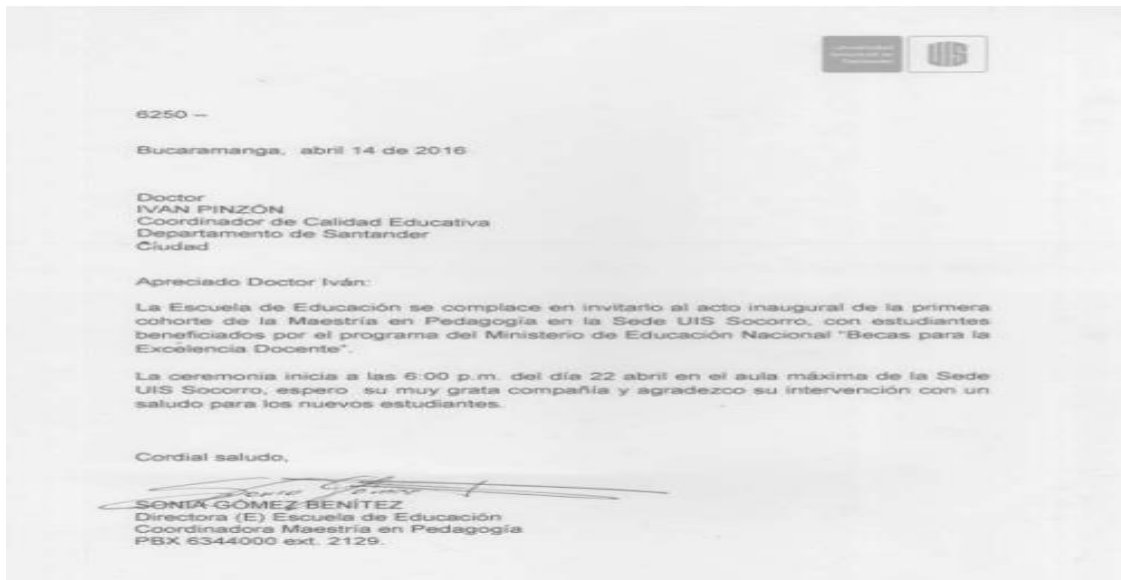 Universidad
Industrial de
Santander
UIS
6250 –
Bucaramanga, abril 14 de 2016
Doctor
IVAN PINZÓN
Coordinador de Calidad Educativa
Departamento de Santander
Ciudad
Apreciado Doctor Iván:
La Escuela de Educación se complace en invitarlo al acto inaugural de la primera
cohorte de la Maestría en Pedagogía en la Sede UIS Socorro, con estudiantes
beneficiados por el programa del Ministerio de Educación Nacional "Becas para la
Excelencia Docente".
La ceremonia inicia a las 6:00 p.m. del día 22 abril en el aula máxima de la Sede
UIS Socorro, espero su muy grata compañía y agradezco su intervención con un
saludo para los nuevos estudiantes.
Cordial saludo,
SONIA GÓMEZ BENÍTEZ
Directora (E) Escuela de Educación
Coordinadora Maestría en Pedagogía
PBX 6344000 ext. 2129.